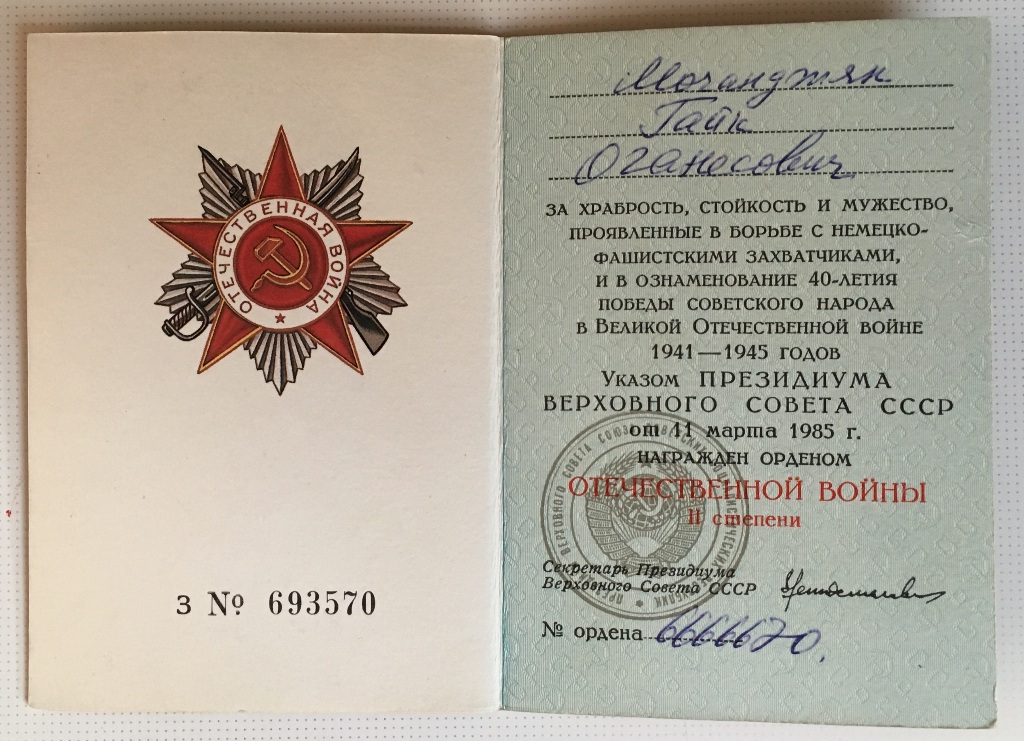 ОТЕЧЕСТВЕННАЯ ВОЙНА
З № 693570
Мочанджян
Гайк
Оганесович
ЗА ХРАБРОСТЬ, СТОЙКОСТЬ И МУЖЕСТВО,
ПРОЯВЛЕННЫЕ В БОРЬБЕ С НЕМЕЦКО-
ФАШИСТСКИМИ ЗАХВАТЧИКАМИ,
И В ОЗНАМЕНОВАНИЕ 40-ЛЕТИЯ
ПОБЕДЫ СОВЕТСКОГО НАРОДА
В ВЕЛИКОЙ ОТЕЧЕСТВЕННОЙ ВОЙНЕ
1941—1945 ГОДОВ
УКАЗОМ ПРЕЗИДИУМА
ВЕРХОВНОГО СОВЕТА СССР
от 11 марта 1985 г.
НАГРАЖДЕН ОРДЕНОМ
ОТЕЧЕСТВЕННОЙ ВОЙНЫ
II степени
Секретарь Президиума
Верховного Совета СССР
№ ордена 6666670.